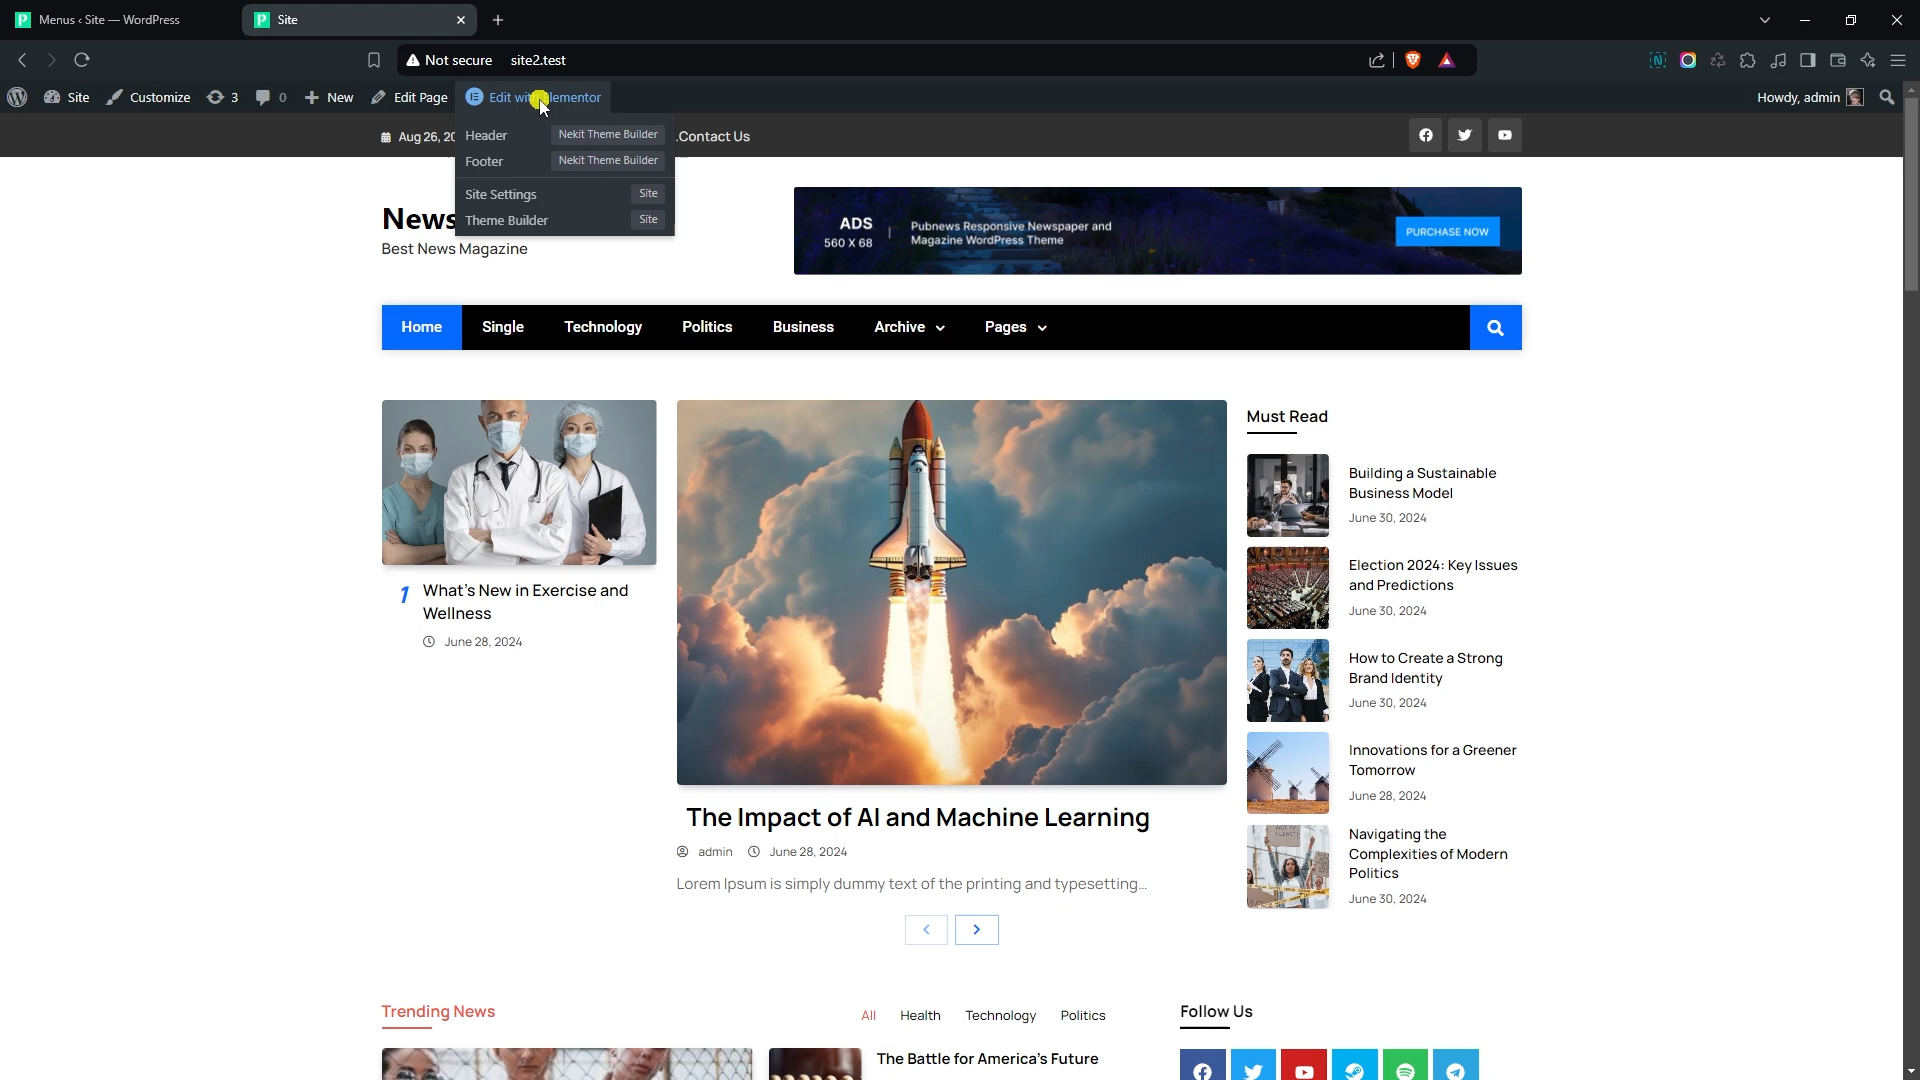 Menus ‹ Site — WordPress
Site
Not secure site2.test
Site Customize 3 0 New Edit Page Edit with Elementor
Howdy, admin
Aug 26, 20
.Contact Us
Header Nekit Theme Builder
Footer Nekit Theme Builder
Site Settings Site
Theme Builder Site
News
Best News Magazine
ADS
560 X 68
Pubnews Responsive Newspaper and
Magazine WordPress Theme
PURCHASE NOW
Home Single Technology Politics Business Archive Pages
1 What's New in Exercise and
Wellness
June 28, 2024
The Impact of AI and Machine Learning
admin June 28, 2024
Lorem Ipsum is simply dummy text of the printing and typesetting...
Must Read
Building a Sustainable
Business Model
June 30, 2024
Election 2024: Key Issues
and Predictions
June 30, 2024
How to Create a Strong
Brand Identity
June 30, 2024
Innovations for a Greener
Tomorrow
June 28, 2024
Navigating the
Complexities of Modern
Politics
June 30, 2024
Trending News
All Health Technology Politics
The Battle for America's Future
Follow Us